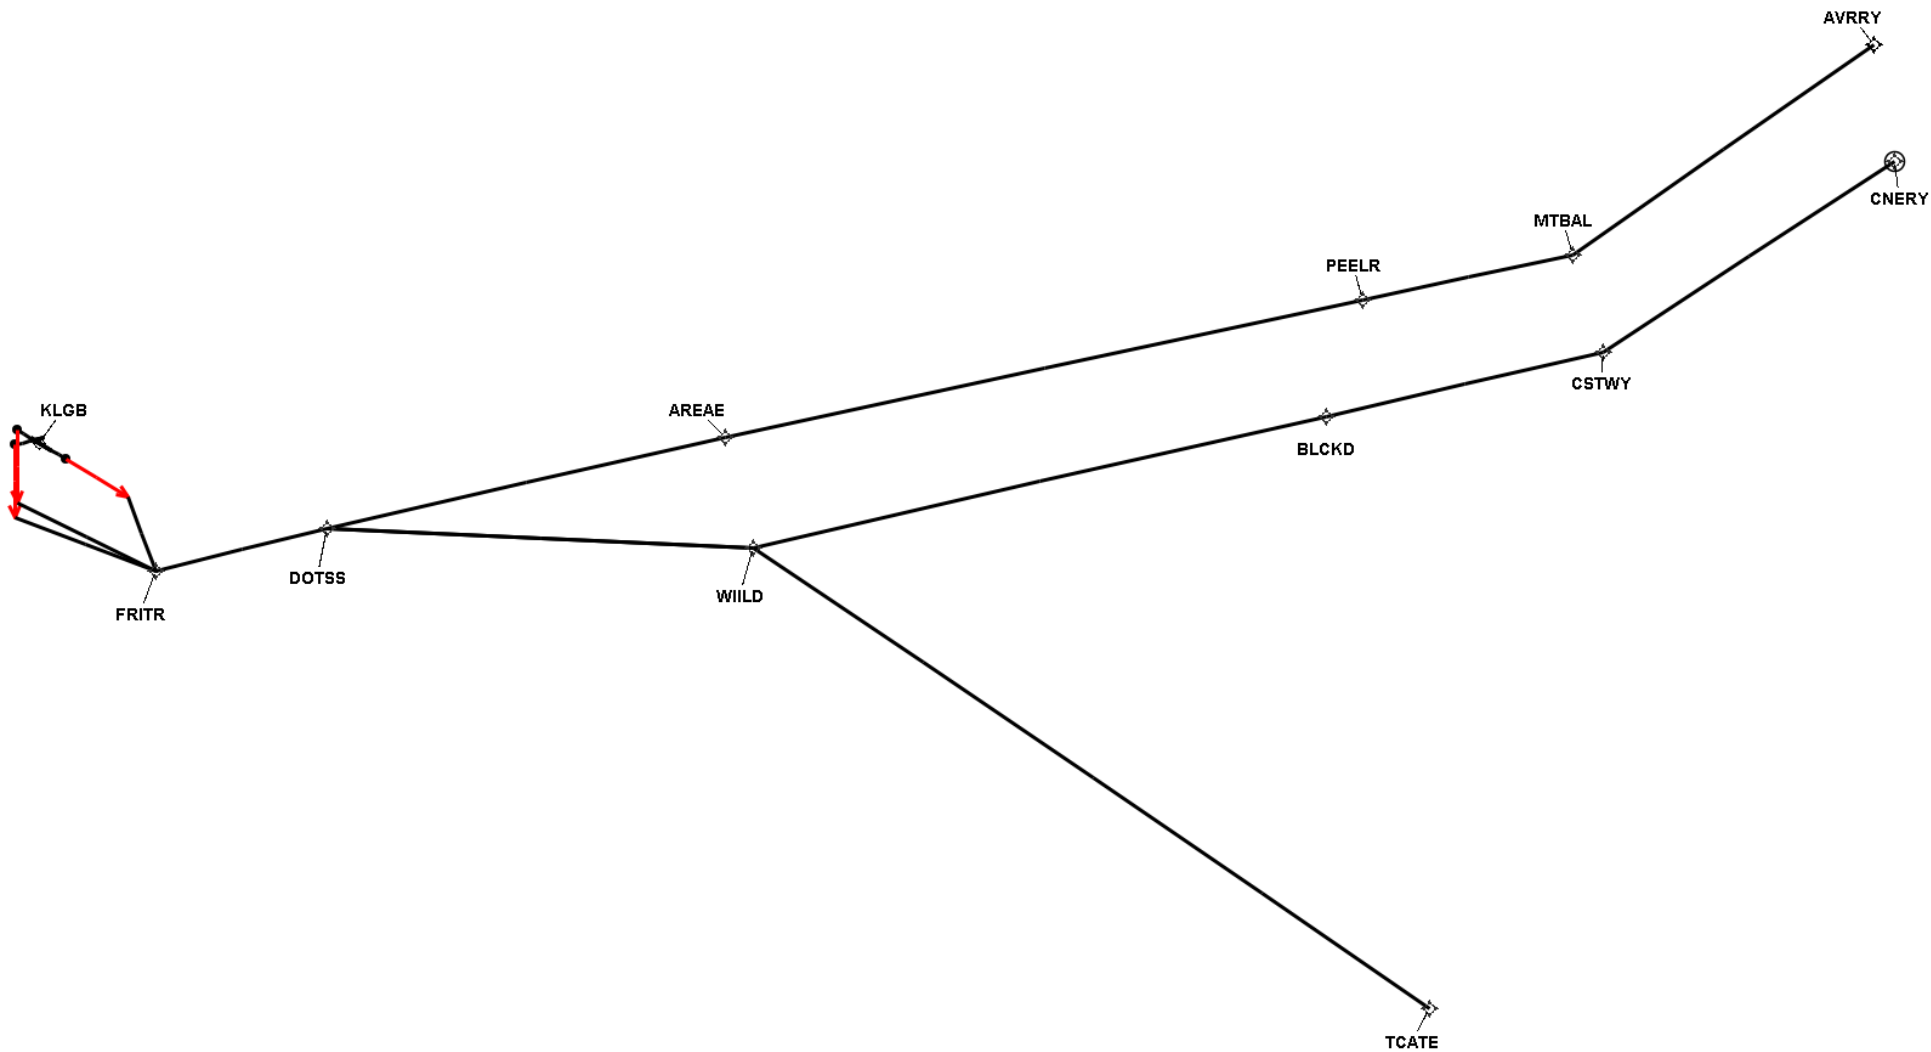 AVRRY
CNERY
MTBAL
PEELR
CSTWY
KLGB
AREAE
BLCKD
DOTSS
WIILD
FRITR
TCATE